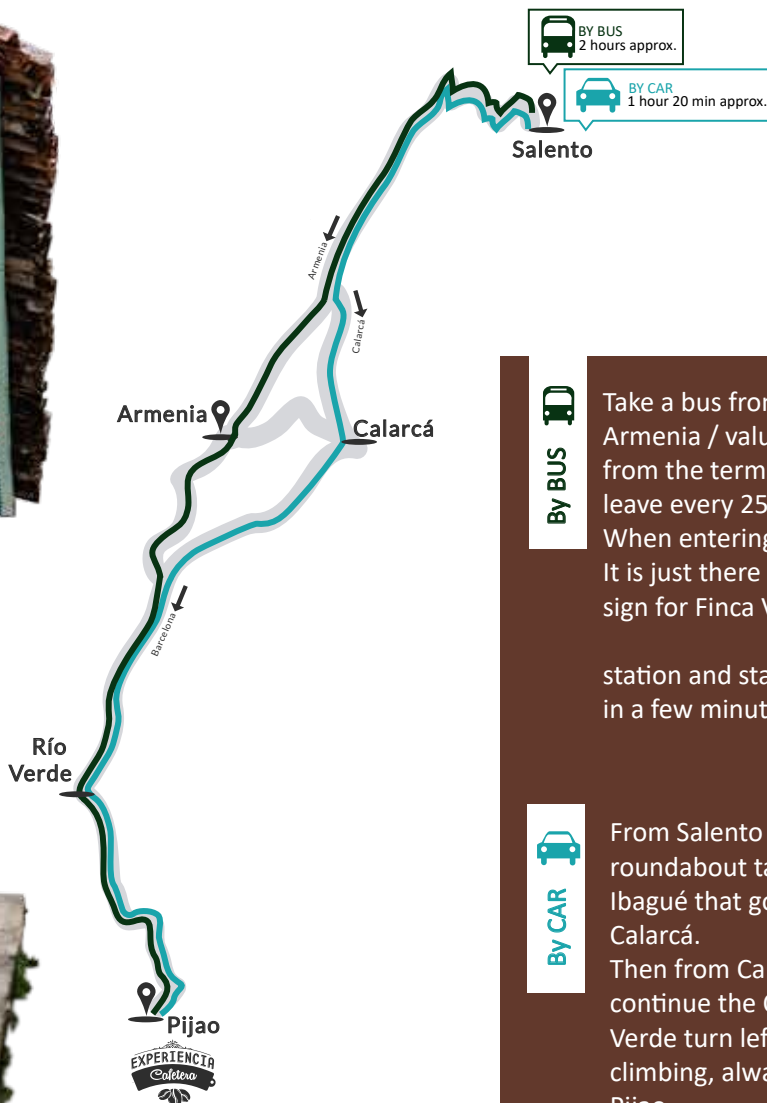 BY BUS
2 hours approx.
BY CAR
1 hour 20 min approx.
Salento
Armenia
Calarcá
Armenia
Calarcá
Barcelona
Río
Verde
Pijao
EXPERIENCIA
Cafetera
By BUS
Take a bus from
Armenia / valu
from the term
leave every 25
When entering
It is just there
sign for Finca V
station and sta
in a few minut
By CAR
From Salento
roundabout ta
Ibagué that go
Calarcá.
Then from Ca
continue the C
Verde turn left
climbing, alwa